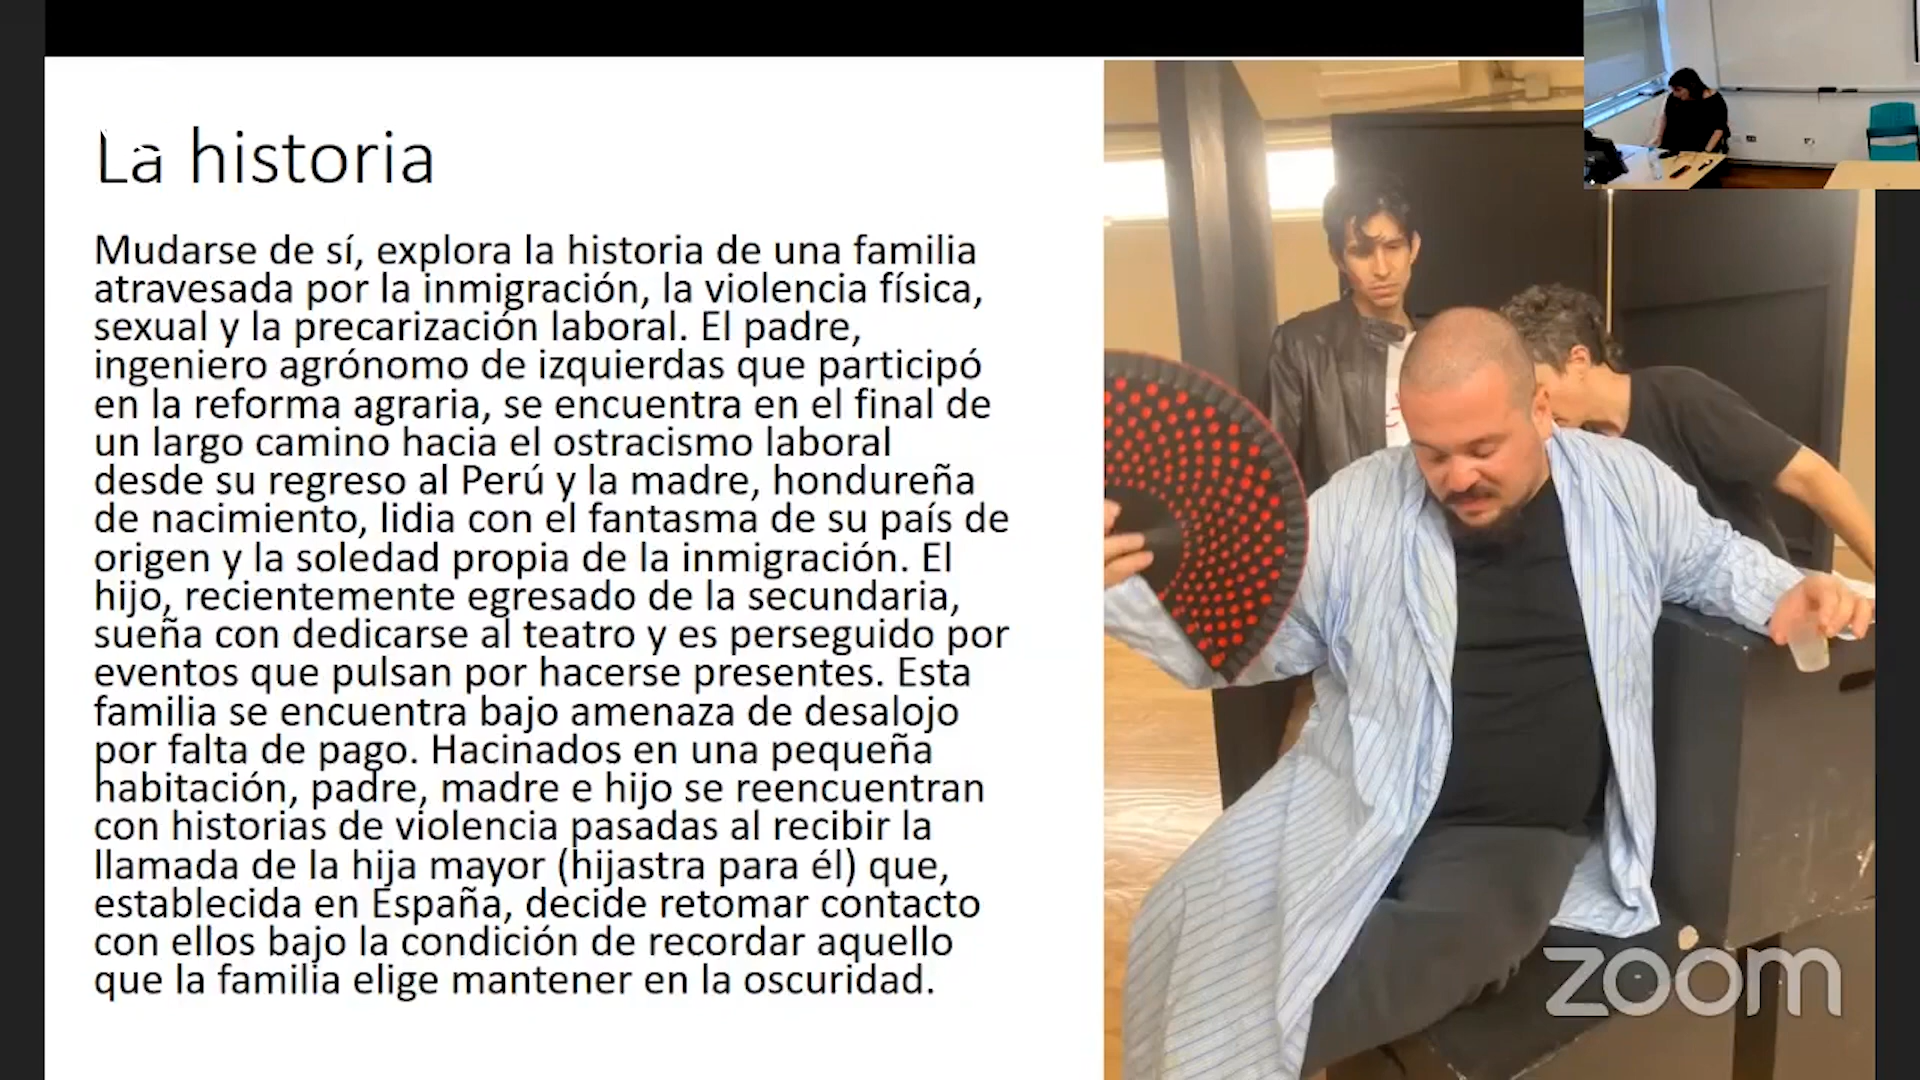 La historia
Mudarse de sí, explora la historia de una familia
atravesada por la inmigración, la violencia física,
sexual y la precarización laboral. El padre,
ingeniero agrónomo de izquierdas que participó
en la reforma agraria, se encuentra en el final de
un largo camino hacia el ostracismo laboral
desde su regreso al Perú y la madre, hondureña
de nacimiento, lidia con el fantasma de su país de
origen y la soledad propia de la inmigración. El
hijo, recientemente egresado de la secundaria,
sueña con dedicarse al teatro y es perseguido por
eventos que pulsan por hacerse presentes. Esta
familia se encuentra bajo amenaza de desalojo
por falta de pago. Hacinados en una pequeña
habitación, padre, madre e hijo se reencuentran
con historias de violencia pasadas al recibir la
llamada de la hija mayor (hijastra para él) que,
establecida en España, decide retomar contacto
con ellos bajo la condición de recordar aquello
que la familia elige mantener en la oscuridad.
zoom